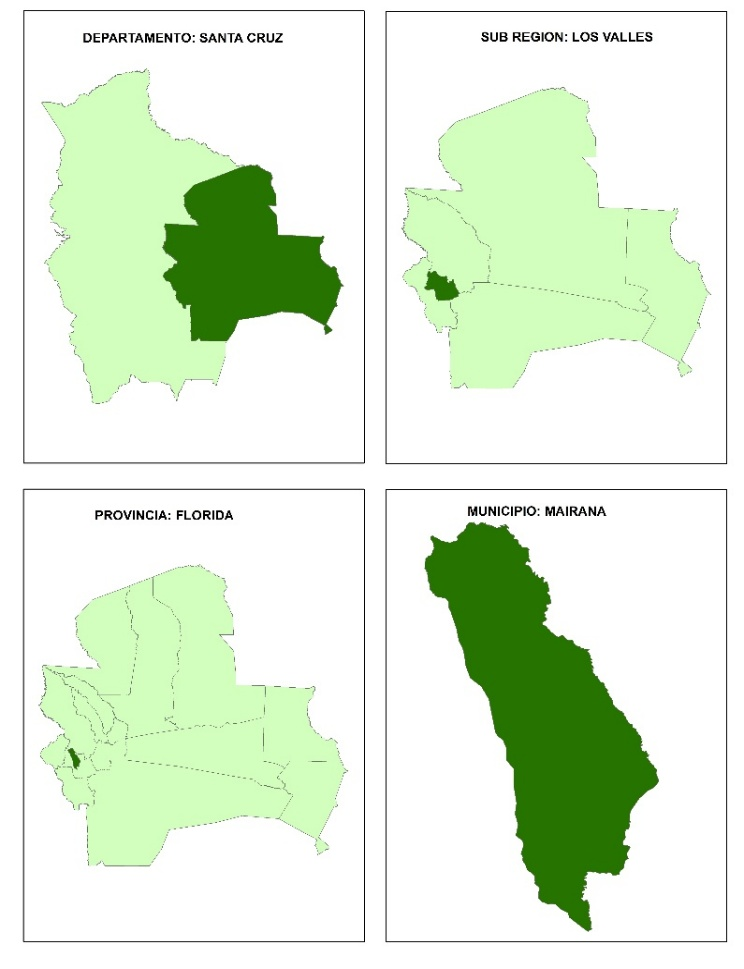 DEPARTAMENTO: SANTA CRUZ
SUB REGION: LOS VALLES
PROVINCIA: FLORIDA
MUNICIPIO: MAIRANA